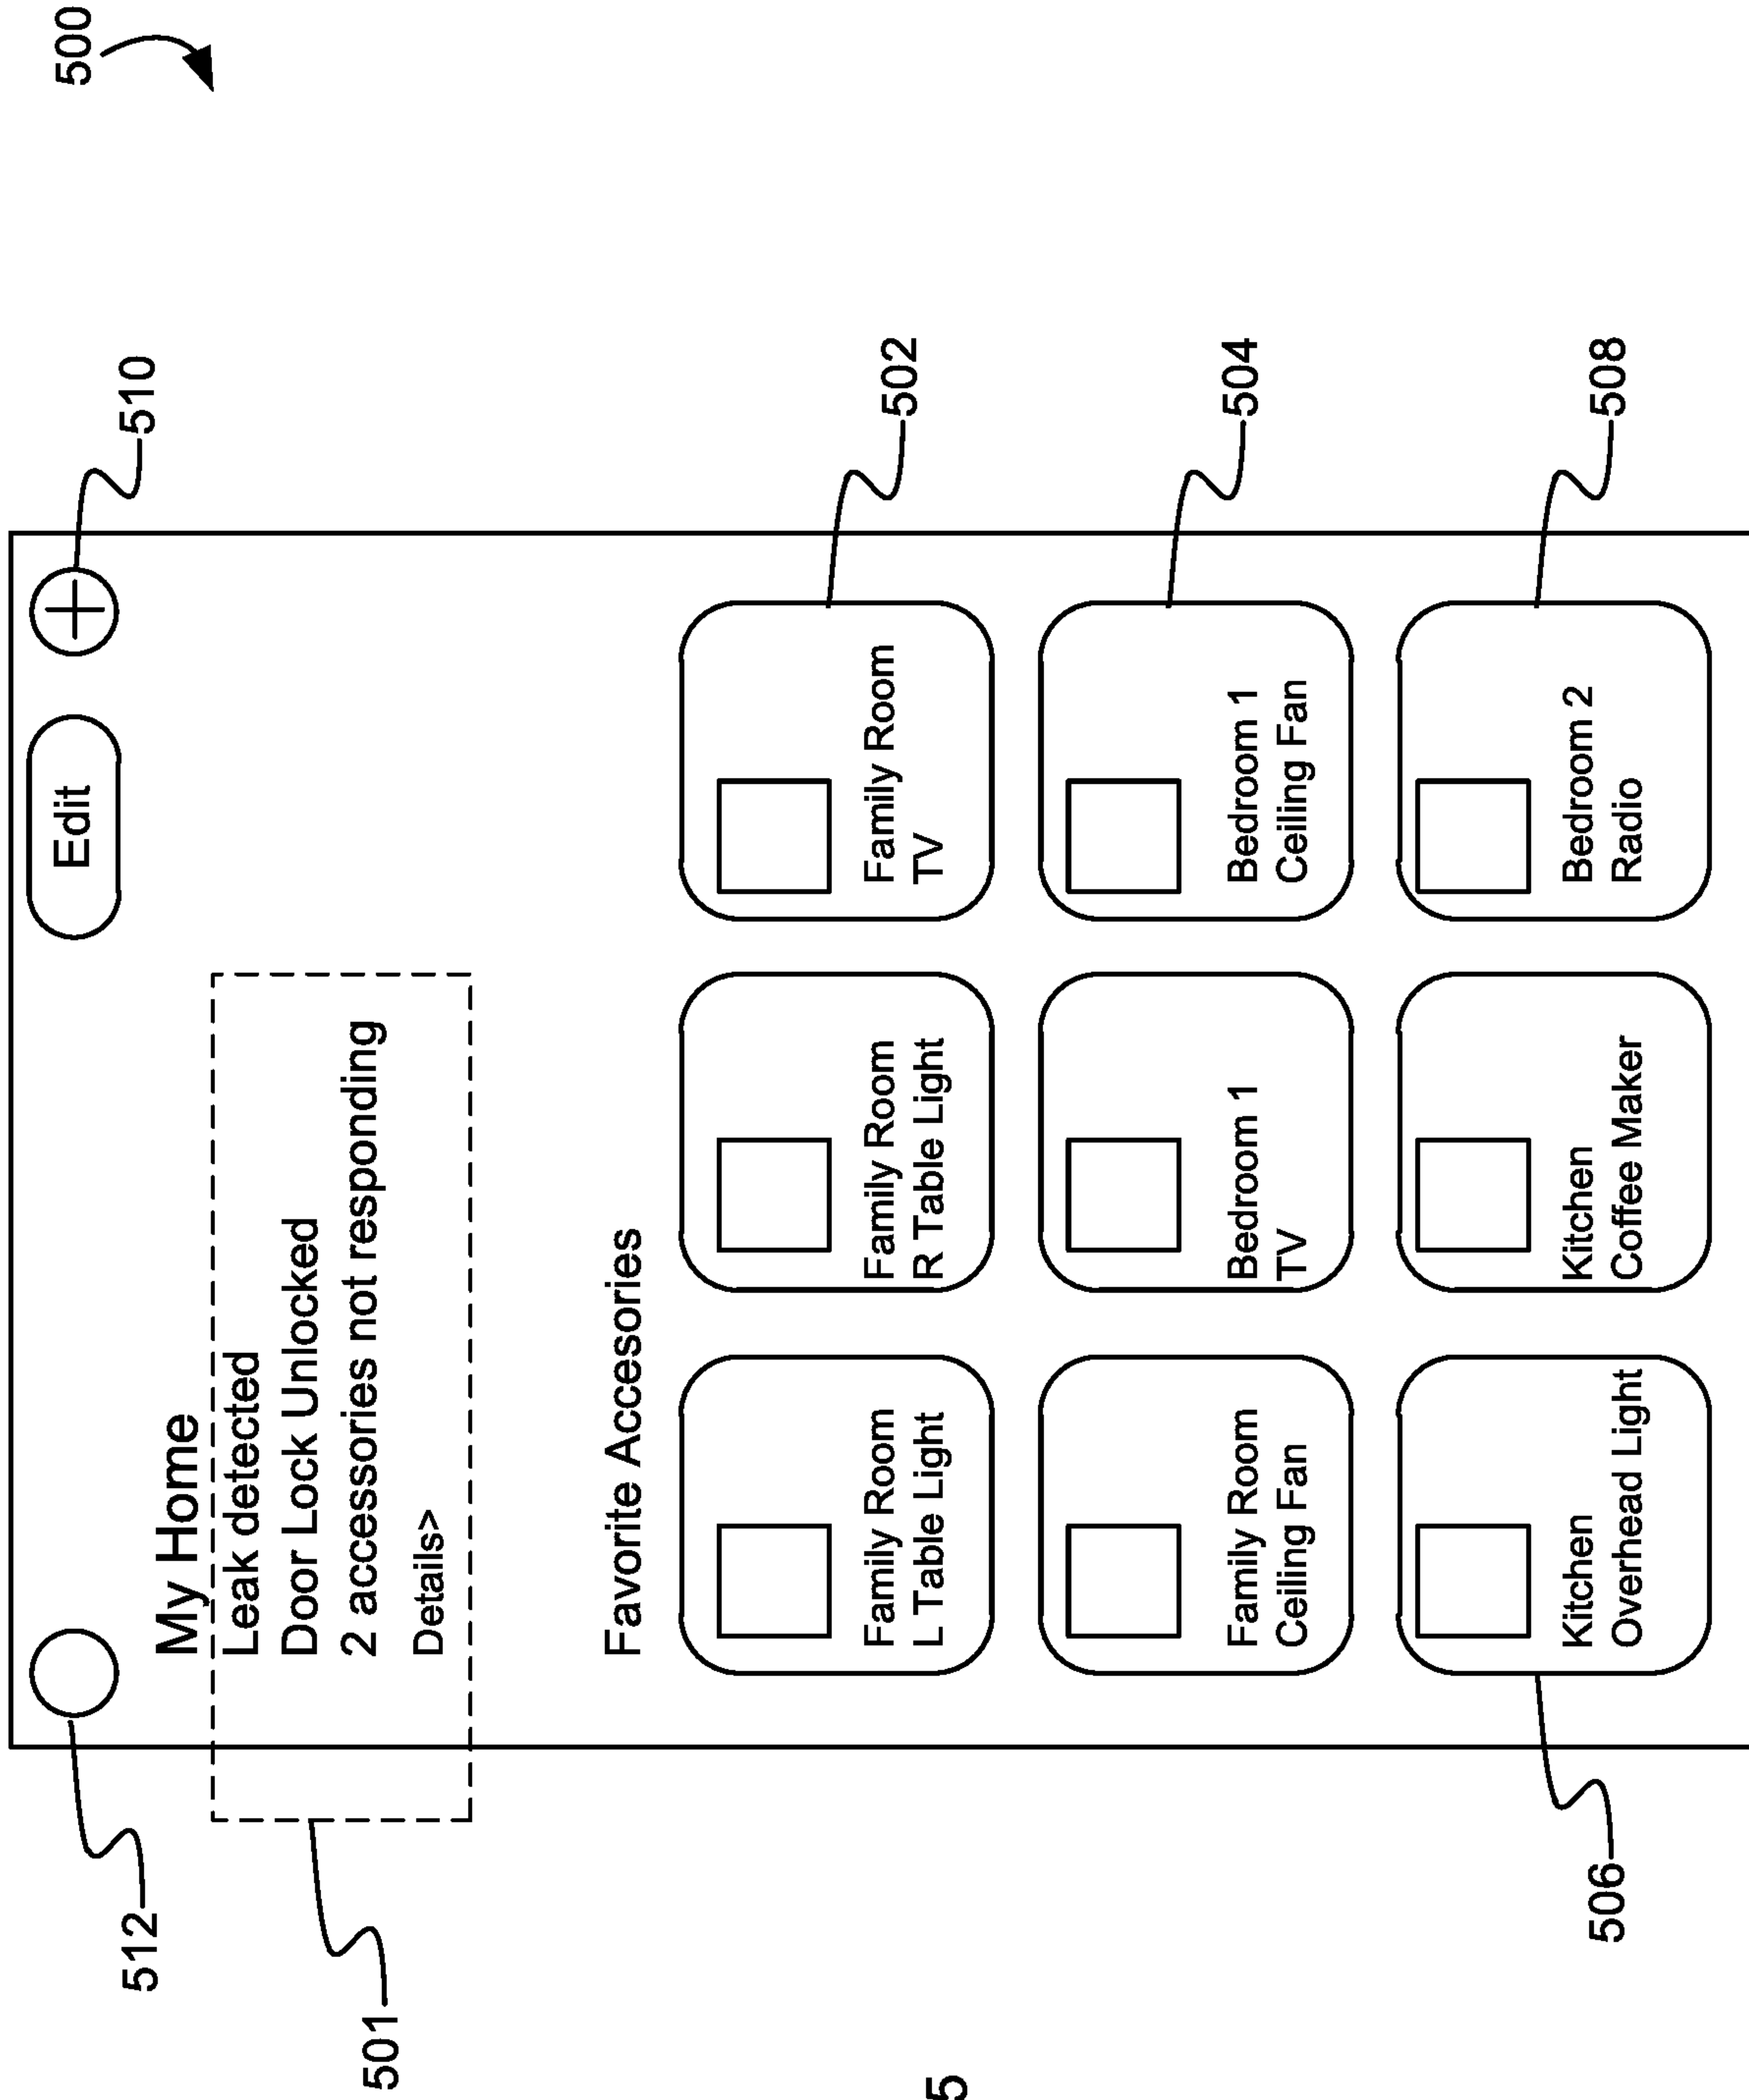 500
512
Edit
510
My Home
Leak detected
Door Lock Unlocked
2 accessories not responding
Details>
501
Favorite Accesories
Family Room
L Table Light
Family Room
R Table Light
Family Room
TV
502
Family Room
Ceiling Fan
Bedroom 1
TV
Bedroom 1
Ceiling Fan
504
Kitchen
Overhead Light
Kitchen
Coffee Maker
Bedroom 2
Radio
506
508
5